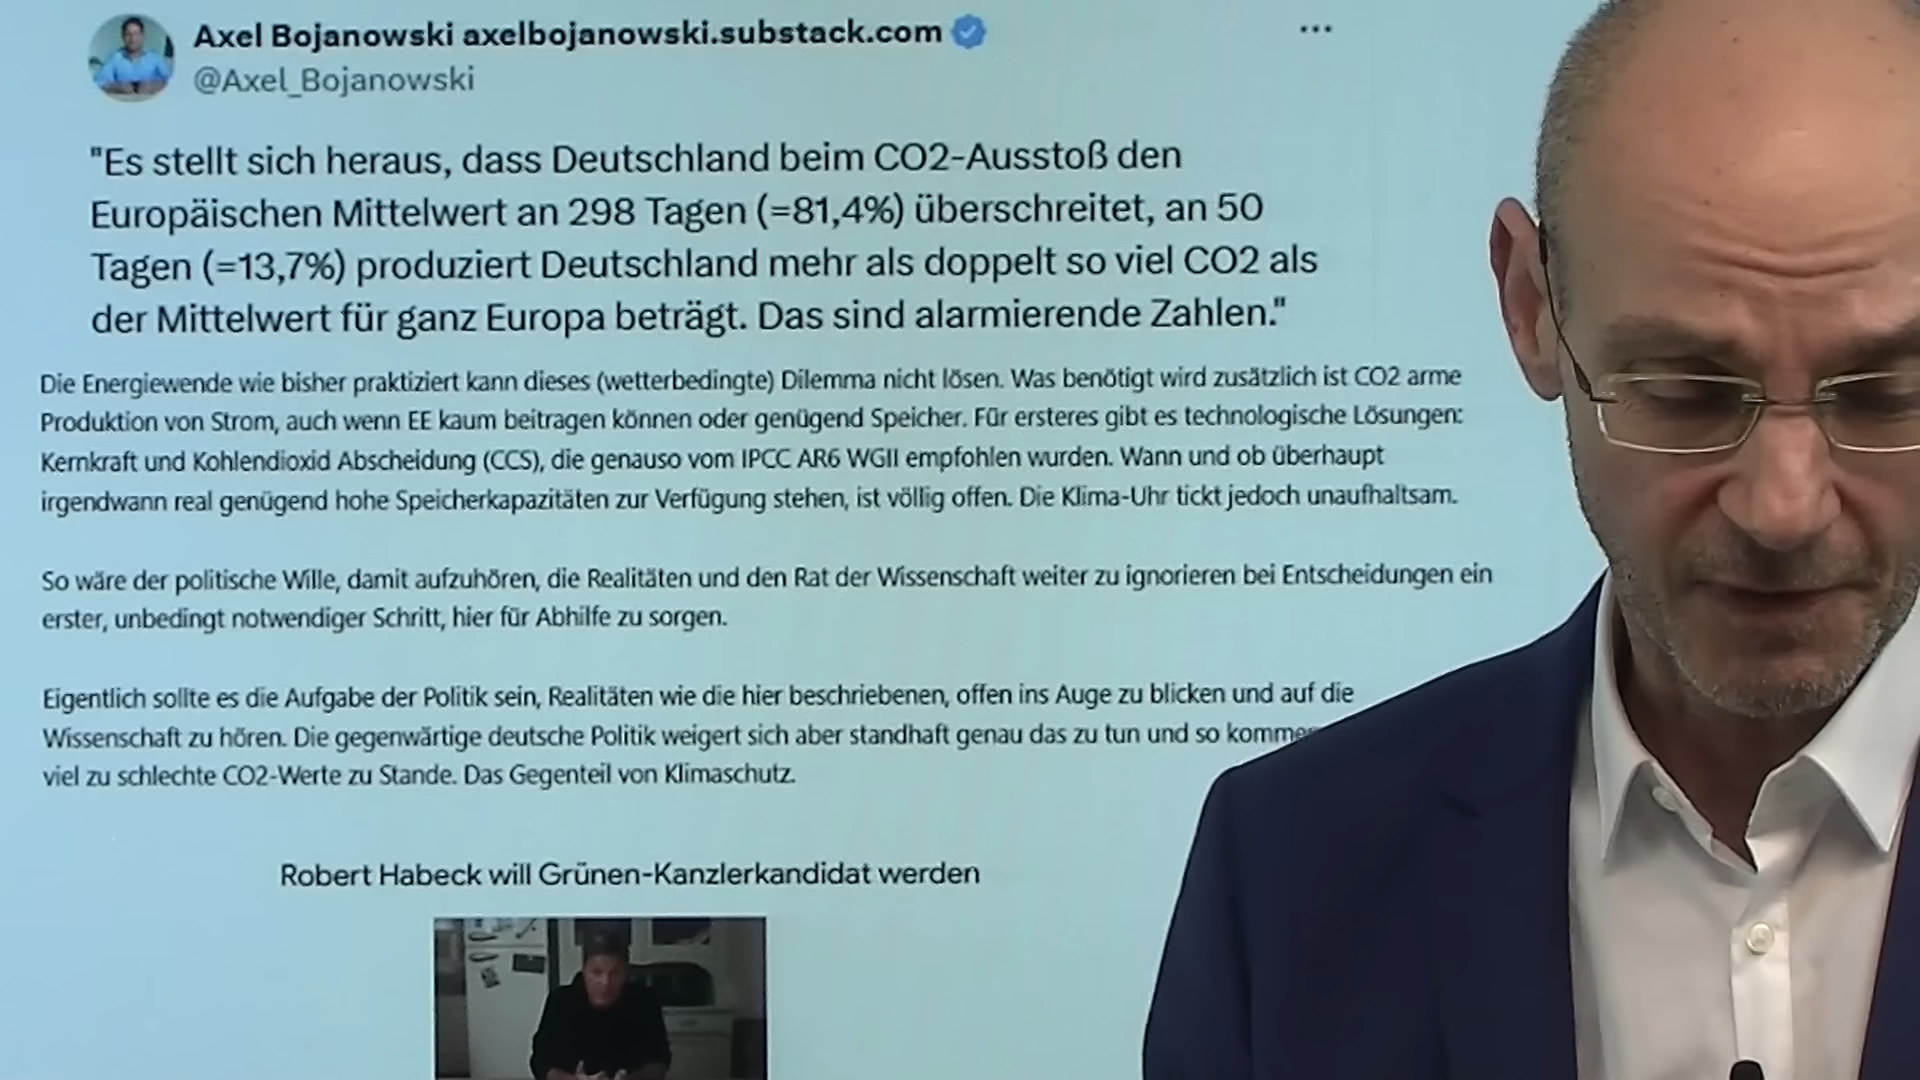 Axel Bojanowski axelbojanowski.substack.com
@Axel_Bojanowski
"Es stellt sich heraus, dass Deutschland beim CO2-Ausstoß den
Europäischen Mittelwert an 298 Tagen (=81,4%) überschreitet, an 50
Tagen (=13,7%) produziert Deutschland mehr als doppelt so viel CO2 als
der Mittelwert für ganz Europa beträgt. Das sind alarmierende Zahlen."
Die Energiewende wie bisher praktiziert kann dieses (wetterbedingte) Dilemma nicht lösen. Was benötigt wird zusätzlich ist CO2 arme
Produktion von Strom, auch wenn EE kaum beitragen können oder genügend Speicher. Für ersteres gibt es technologische Lösungen:
Kernkraft und Kohlendioxid Abscheidung (CCS), die genauso vom IPCC AR6 WGII empfohlen wurden. Wann und ob überhaupt
irgendwann real genügend hohe Speicherkapazitäten zur Verfügung stehen, ist völlig offen. Die Klima-Uhr tickt jedoch unaufhaltsam.
So wäre der politische Wille, damit aufzuhören, die Realitäten und den Rat der Wissenschaft weiter zu ignorieren bei Entscheidungen ein
erster, unbedingt notwendiger Schritt, hier für Abhilfe zu sorgen.
Eigentlich sollte es die Aufgabe der Politik sein, Realitäten wie die hier beschriebenen, offen ins Auge zu blicken und auf die
Wissenschaft zu hören. Die gegenwärtige deutsche Politik weigert sich aber standhaft genau das zu tun und so
viel zu schlechte CO2-Werte zu Stande. Das Gegenteil von Klimaschutz.
Robert Habeck will Grünen-Kanzlerkandidat werden